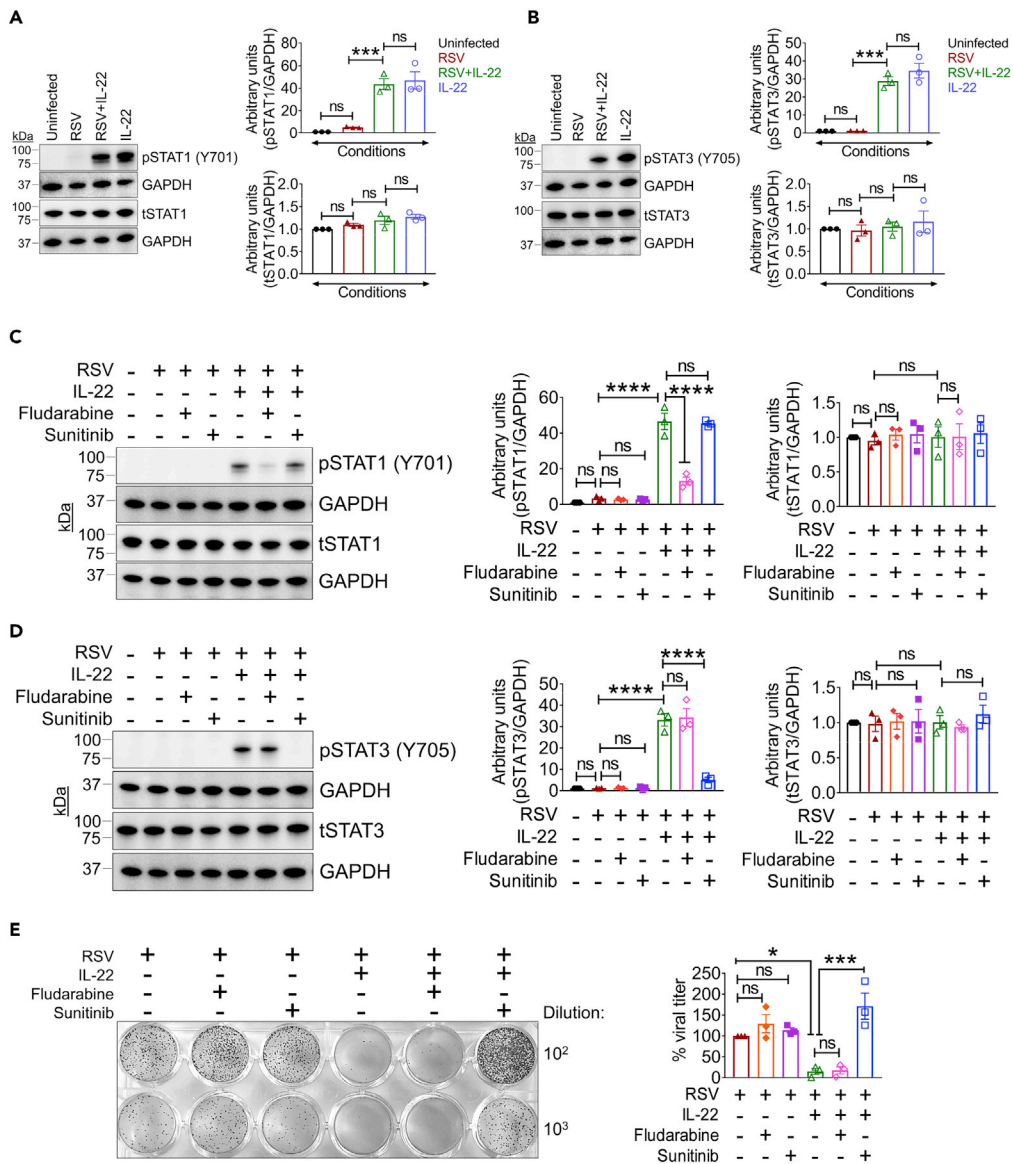 A
Uninfected
RSV
RSV+IL-22
IL-22
kDa
100
75
pSTAT1 (Y701)
37
GAPDH
100
75
tSTAT1
37
GAPDH
Arbitrary units
(pSTAT1/GAPDH)
80
60
40
20
0
ns
***
ns
Conditions
Uninfected
RSV
RSV+IL-22
IL-22
Arbitrary units
(tSTAT1/GAPDH)
2.0
1.5
1.0
0.5
0.0
ns
ns
ns
Conditions
B
Uninfected
RSV
RSV+IL-22
IL-22
kDa
100
75
pSTAT3 (Y705)
37
GAPDH
100
75
tSTAT3
37
GAPDH
Arbitrary units
(pSTAT3/GAPDH)
50
40
30
20
10
0
ns
***
ns
Conditions
Uninfected
RSV
RSV+IL-22
IL-22
Arbitrary units
(tSTAT3/GAPDH)
2.0
1.5
1.0
0.5
0.0
ns
ns
ns
Conditions
C
RSV - + + + + + +
IL-22 - - - - + + +
Fludarabine - - + - - + -
Sunitinib - - - + - - +
kDa
100
75
pSTAT1 (Y701)
37
GAPDH
100
75
tSTAT1
37
GAPDH
Arbitrary units
(pSTAT1/GAPDH)
60
40
20
0
ns
ns
ns
****
****
ns
RSV - + + + + + +
IL-22 - - - - + + +
Fludarabine - - + - - + -
Sunitinib - - - + - - +
Arbitrary units
(tSTAT1/GAPDH)
1.5
1.0
0.5
0.0
ns
ns
ns
ns
RSV - + + + + + +
IL-22 - - - - + + +
Fludarabine - - + - - + -
Sunitinib - - - + - - +
D
RSV - + + + + + +
IL-22 - - - - + + +
Fludarabine - - + - - + -
Sunitinib - - - + - - +
kDa
100
75
pSTAT3 (Y705)
37
GAPDH
100
75
tSTAT3
37
GAPDH
Arbitrary units
(pSTAT3/GAPDH)
50
40
30
20
10
0
ns
ns
ns
****
ns
****
RSV - + + + + + +
IL-22 - - - - + + +
Fludarabine - - + - - + -
Sunitinib - - - + - - +
Arbitrary units
(tSTAT3/GAPDH)
1.5
1.0
0.5
0.0
ns
ns
ns
ns
RSV - + + + + + +
IL-22 - - - - + + +
Fludarabine - - + - - + -
Sunitinib - - - + - - +
E
RSV + + + + + +
IL-22 - - - + + +
Fludarabine - + - - + -
Sunitinib - - + - - +
Dilution:
10²
10³
% viral titer
250
200
150
100
50
0
ns
ns
*
ns
***
RSV + + + + + +
IL-22 - - - + + +
Fludarabine - + - - + -
Sunitinib - - + - - +